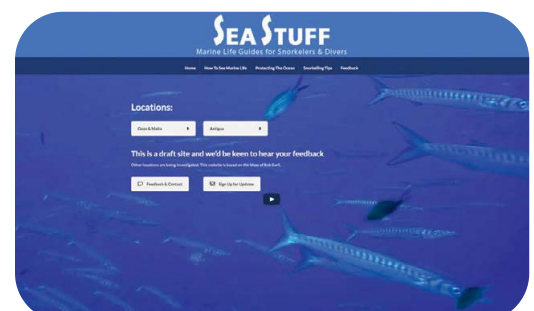 SEA STUFF
Marine Life Guides for Snorkelers & Divers
Home How To See Marine Life Protecting The Ocean Snorkelling Tips Feedback
Locations:
Gozo & Malta Antigua
This is a draft site and we'd be keen to hear your feedback
Other locations are being investigated. This website is based on the ideas of Bob Earll.
Feedback & Contact Sign Up for Updates